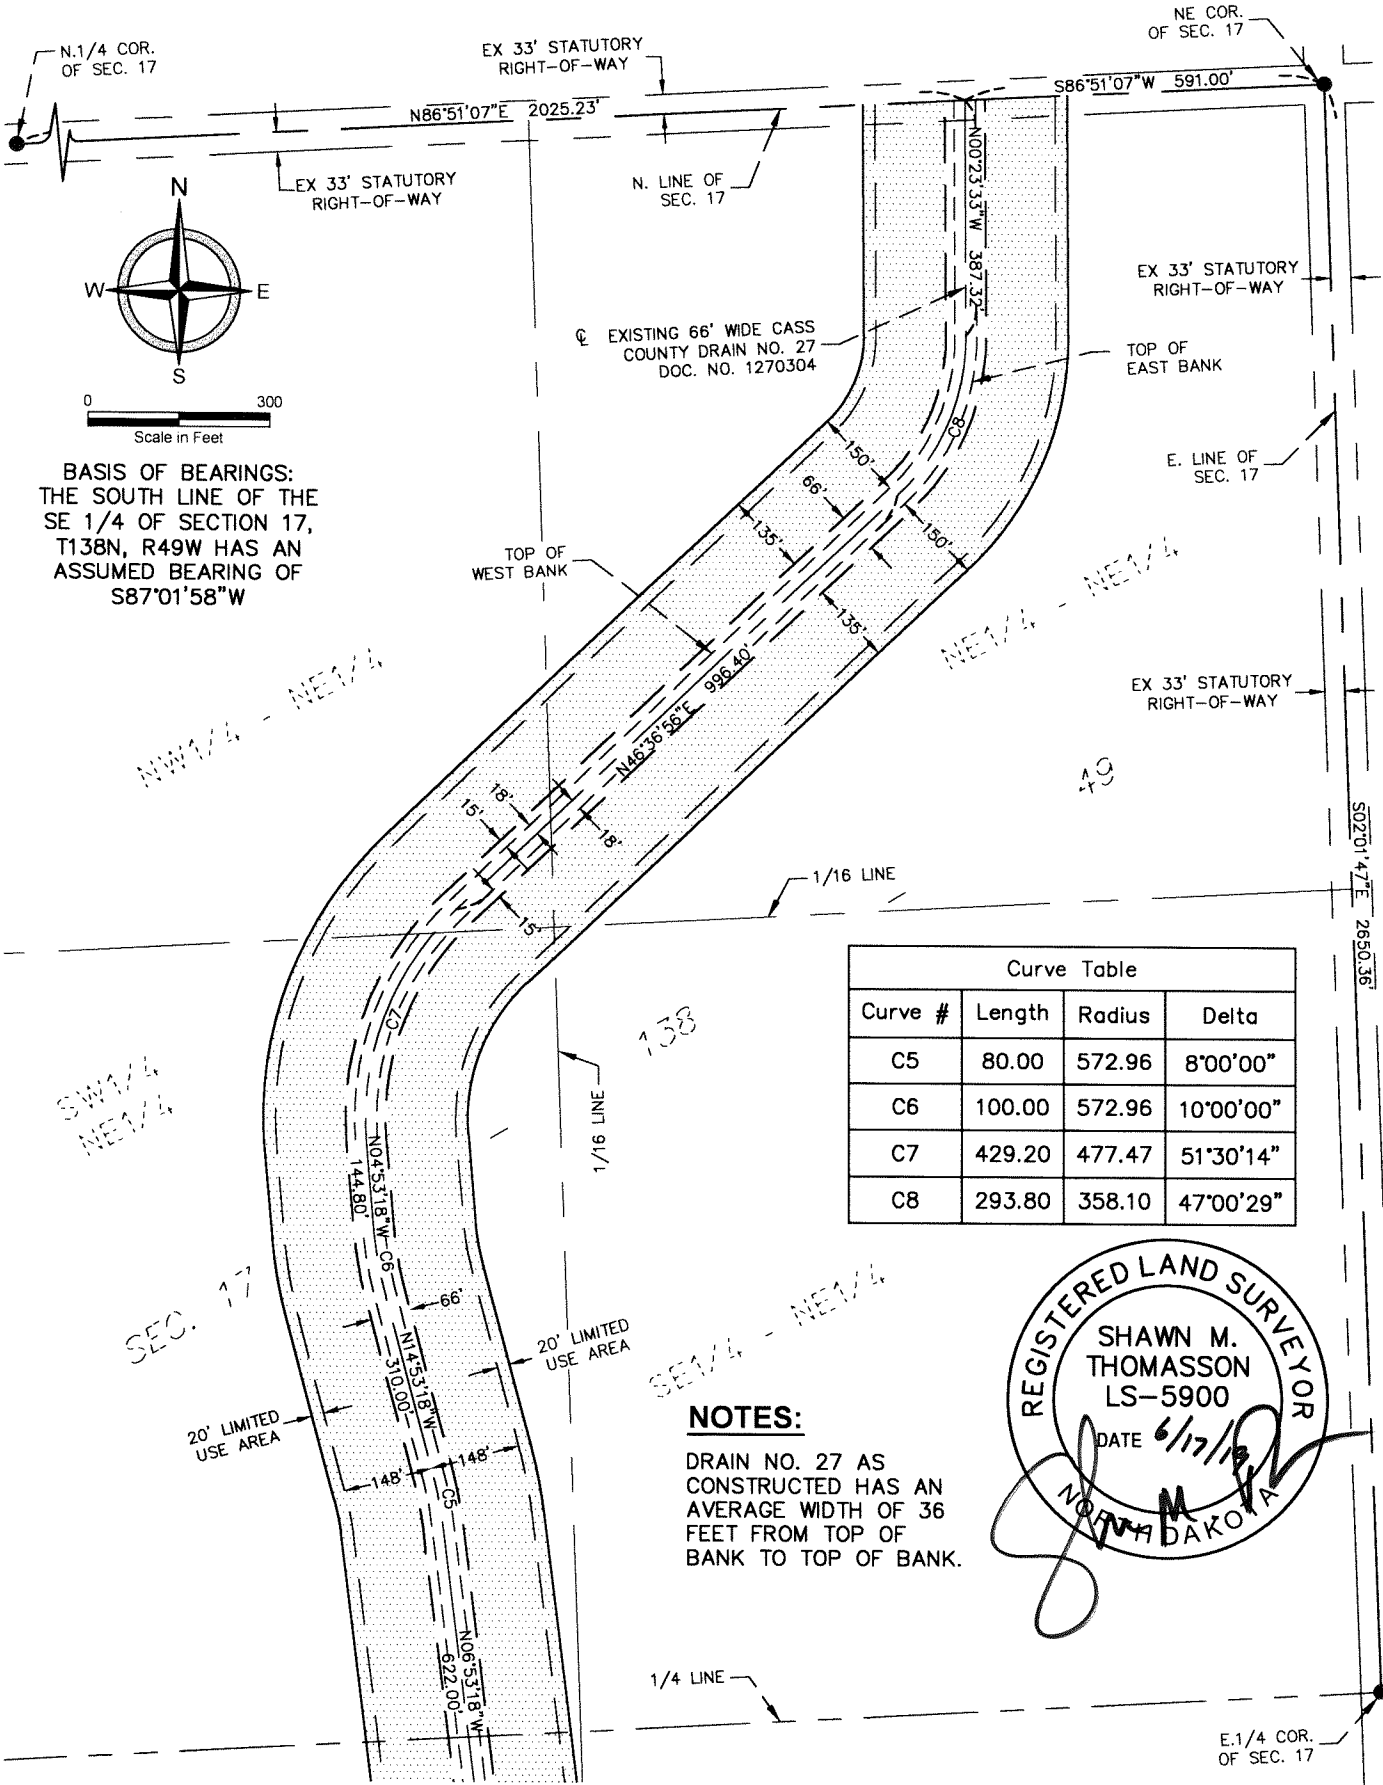 NE COR.
OF SEC. 17
N.1/4 COR.
OF SEC. 17
EX 33' STATUTORY
RIGHT-OF-WAY
S86°51'07"W 591.00'
N86°51'07"E 2025.23'
EX 33' STATUTORY
RIGHT-OF-WAY
N. LINE OF
SEC. 17
N00°23'33"W 387.32'
N
W
E
S
EX 33' STATUTORY
RIGHT-OF-WAY
℄ EXISTING 66' WIDE CASS
COUNTY DRAIN NO. 27
DOC. NO. 1270304
TOP OF
EAST BANK
0 300
Scale in Feet
C8
BASIS OF BEARINGS:
THE SOUTH LINE OF THE
SE 1/4 OF SECTION 17,
T138N, R49W HAS AN
ASSUMED BEARING OF
S87°01'58"W
150'
66'
135'
150'
135'
E. LINE OF
SEC. 17
TOP OF
WEST BANK
NE1/4 - NE1/4
NW1/4 - NE1/4
N46°36'56"E 996.40'
EX 33' STATUTORY
RIGHT-OF-WAY
49
18'
15'
18'
15'
S02°01'47"E 2650.36'
1/16 LINE
C7
138
1/16 LINE
SW1/4
NE1/4
Curve Table
Curve # Length Radius Delta
C5 80.00 572.96 8°00'00"
C6 100.00 572.96 10°00'00"
C7 429.20 477.47 51°30'14"
C8 293.80 358.10 47°00'29"
N04°53'18"W
144.80'
C6
SEC. 17
66'
20' LIMITED
USE AREA
SE1/4 - NE1/4
N14°53'18"W
310.00'
20' LIMITED
USE AREA
148'
148'
C5
NOTES:
DRAIN NO. 27 AS
CONSTRUCTED HAS AN
AVERAGE WIDTH OF 36
FEET FROM TOP OF
BANK TO TOP OF BANK.
REGISTERED LAND SURVEYOR
SHAWN M.
THOMASSON
LS-5900
DATE 6/17/
NORTH DAKOTA
N06°53'18"W
622.00'
1/4 LINE
E.1/4 COR.
OF SEC. 17